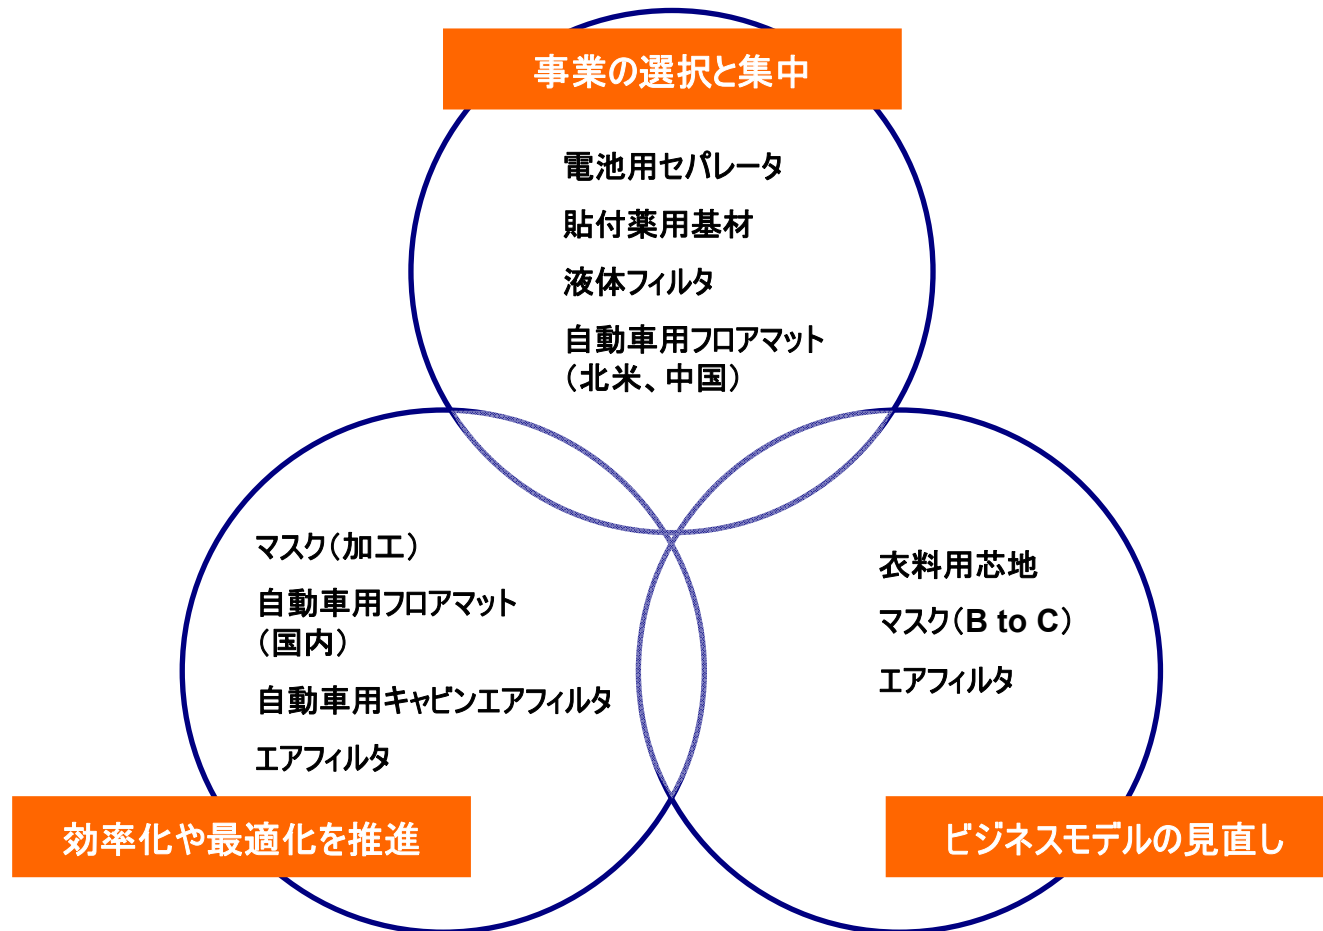 事業の選択と集中
電池用セパレータ
貼付薬用基材
液体フィルタ
自動車用フロアマット
（北米、中国）
マスク（加工）
自動車用フロアマット
（国内）
自動車用キャビンエアフィルタ
エアフィルタ
衣料用芯地
マスク（B to C）
エアフィルタ
効率化や最適化を推進
ビジネスモデルの見直し